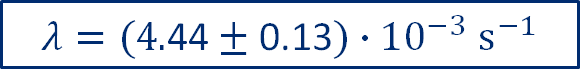 λ = (4.44 ± 0.13) · 10⁻³ s⁻¹